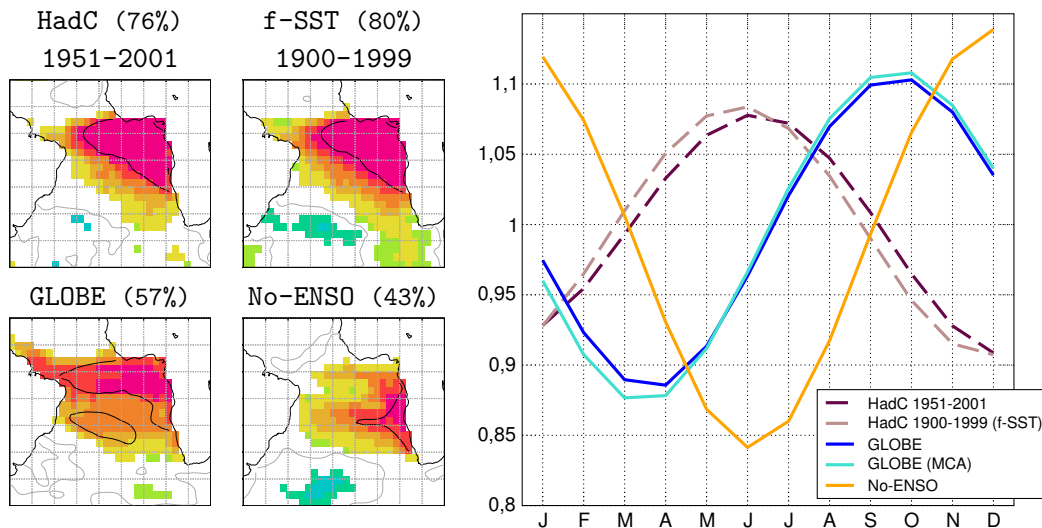 HadC (76%)
1951-2001
f-SST (80%)
1900-1999
GLOBE (57%)
No-ENSO (43%)
1,1
1,05
1
0,95
0,9
0,85
0,8
J F M A M J J A S O N D
HadC 1951-2001
HadC 1900-1999 (f-SST)
GLOBE
GLOBE (MCA)
No-ENSO